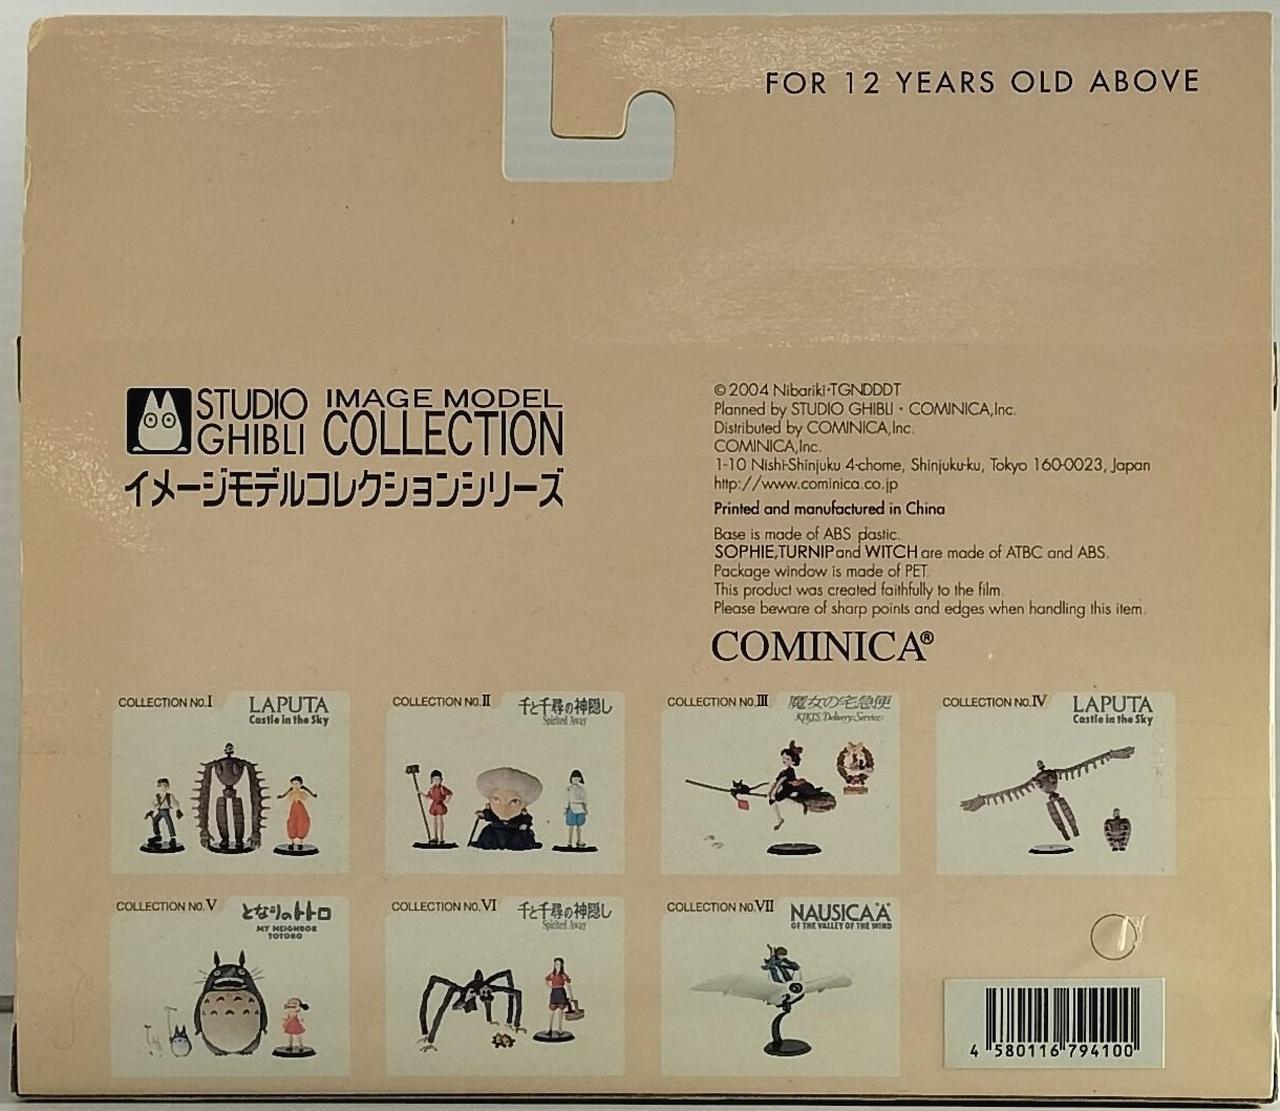 FOR 12 YEARS OLD ABOVE
STUDIO GHIBLI
IMAGE MODEL COLLECTION
イメージモデルコレクションシリーズ
©2004 Nibariki・TGNDDDT
Planned by STUDIO GHIBLI・COMINICA,Inc.
Distributed by COMINICA,Inc.
COMINICA,Inc.
1-10 Nishi-Shinjuku 4-chome, Shinjuku-ku, Tokyo 160-0023, Japan
http://www.cominica.co.jp
Printed and manufactured in China
Base is made of ABS plastic.
SOPHIE,TURNIP and WITCH are made of ATBC and ABS.
Package window is made of PET.
This product was created faithfully to the film.
Please beware of sharp points and edges when handling this item.
COMINICA®
COLLECTION NO.I
LAPUTA
Castle in the Sky
COLLECTION NO.II
千と千尋の神隠し
Spirited Away
COLLECTION NO.III
魔女の宅急便
KIKI'S Delivery Service
COLLECTION NO.IV
LAPUTA
Castle in the Sky
COLLECTION NO.V
となりのトトロ
MY NEIGHBOR
TOTORO
COLLECTION NO.VI
千と千尋の神隠し
Spirited Away
COLLECTION NO.VII
NAUSICAÄ
OF THE VALLEY OF THE WIND
4 580116 794100